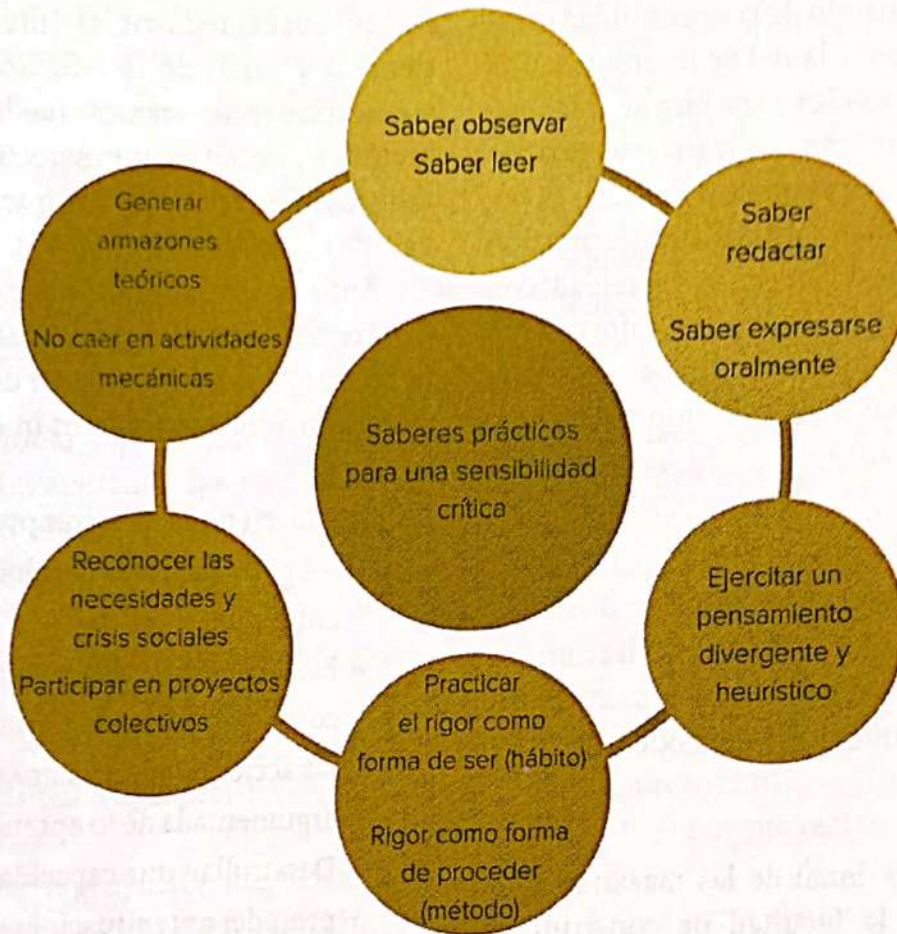 Saber observar
Saber leer
Saber
redactar
Saber expresarse
oralmente
Ejercitar un
pensamiento
divergente y
heurístico
Practicar
el rigor como
forma de ser (hábito)
Rigor como forma
de proceder
(método)
Reconocer las
necesidades y
crisis sociales
Participar en proyectos
colectivos
Generar
armazones
teóricos
No caer en actividades
mecánicas
Saberes prácticos
para una sensibilidad
crítica